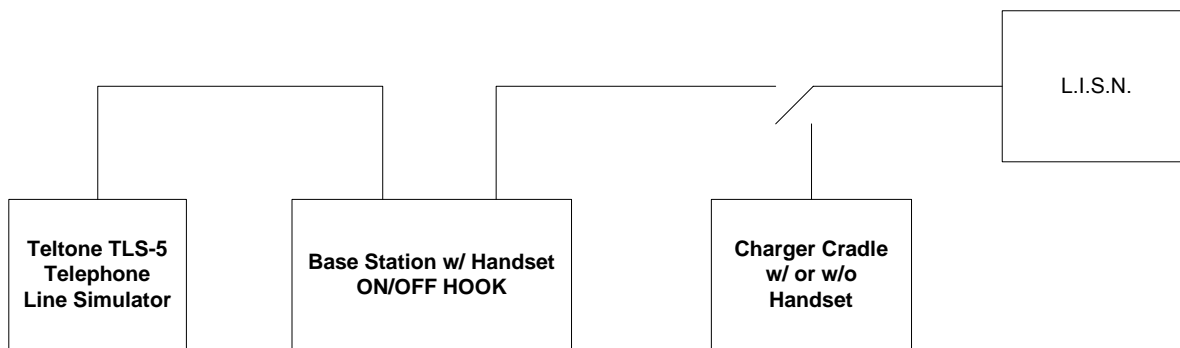 L.I.S.N.
Teltone TLS-5
Telephone
Line Simulator
Base Station w/ Handset
ON/OFF HOOK
Charger Cradle
w/ or w/o
Handset